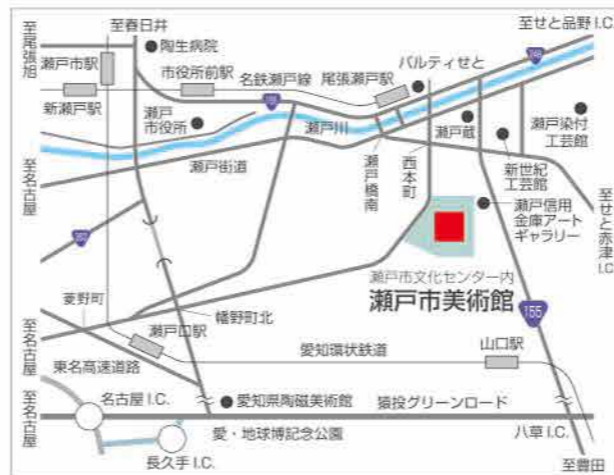 至尾張旭
至春日井
陶生病院
瀬戸市駅
市役所前駅
名鉄瀬戸線
尾張瀬戸駅
パルティせと
至せと品野 I.C.
新瀬戸駅
瀬戸
市役所
瀬戸川
瀬戸蔵
瀬戸染付
工芸館
至名古屋
瀬戸街道
瀬戸橋南
西本町
新世紀
工芸館
至せと赤津 I.C.
瀬戸信用
金庫アート
ギャラリー
瀬戸市文化センター内
瀬戸市美術館
155
菱野町
幡野町北
瀬戸口駅
愛知環状鉄道
山口駅
至名古屋
東名高速道路
名古屋 I.C.
愛知県陶磁美術館
猿投グリーンロード
至名古屋
愛・地球博記念公園
八草 I.C.
長久手 I.C.
至豊田